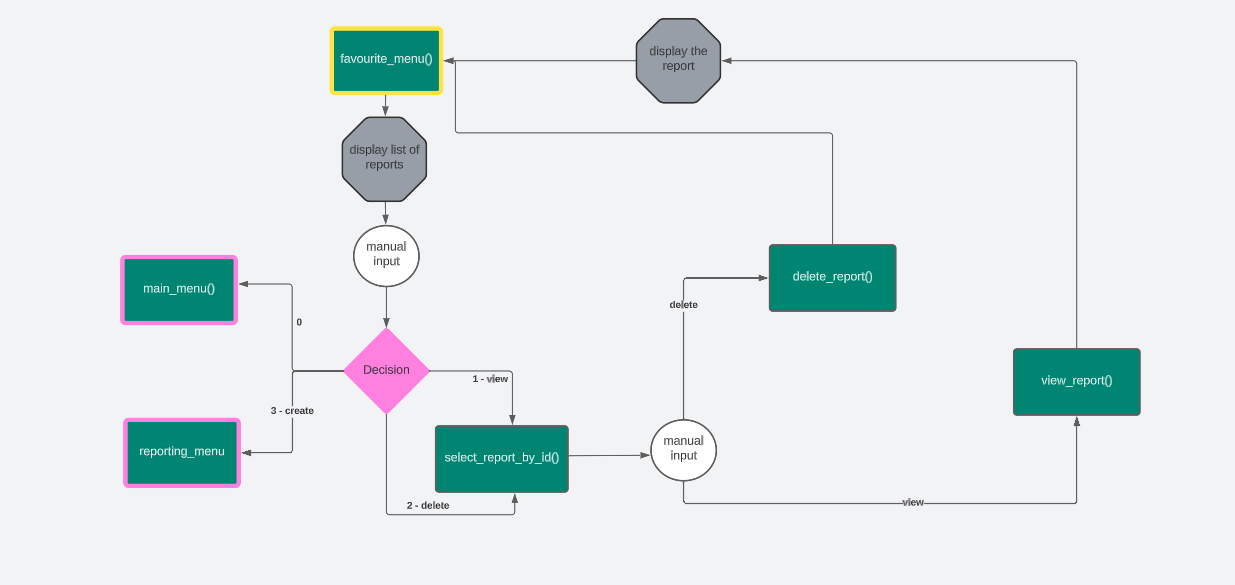 favourite_menu()
display the
report
display list of
reports
manual
input
main_menu()
delete_report()
delete
0
Decision
1 - view
view_report()
3 - create
reporting_menu
select_report_by_id()
manual
input
2 - delete
view